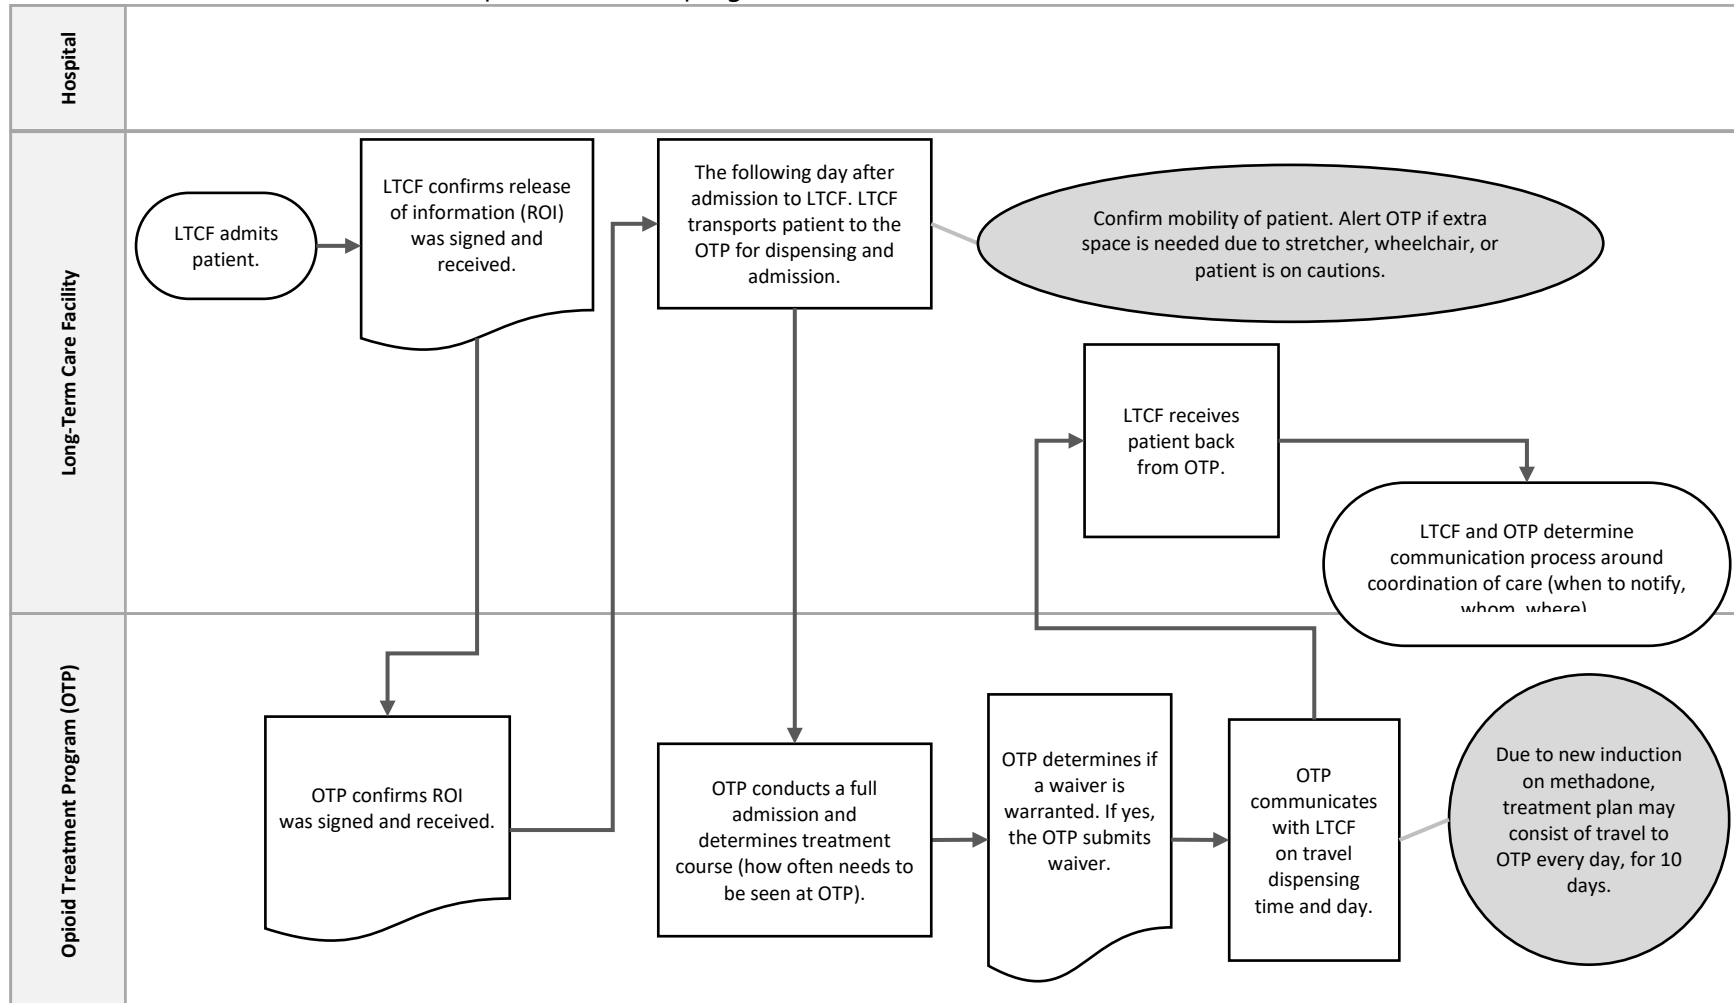 Hospital
Long-Term Care Facility
LTCF admits
patient.
LTCF confirms release
of information (ROI)
was signed and
received.
The following day after
admission to LTCF. LTCF
transports patient to the
OTP for dispensing and
admission.
Confirm mobility of patient. Alert OTP if extra
space is needed due to stretcher, wheelchair, or
patient is on cautions.
LTCF receives
patient back
from OTP.
LTCF and OTP determine
communication process around
coordination of care (when to notify,
whom, where)
Opioid Treatment Program (OTP)
OTP confirms ROI
was signed and received.
OTP conducts a full
admission and
determines treatment
course (how often needs to
be seen at OTP).
OTP determines if
a waiver is
warranted. If yes,
the OTP submits
waiver.
OTP
communicates
with LTCF
on travel
dispensing
time and day.
Due to new induction
on methadone,
treatment plan may
consist of travel to
OTP every day, for 10
days.